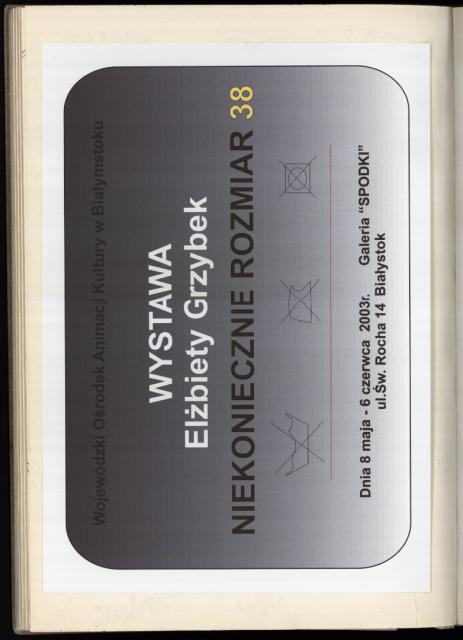 Wojewódzki Ośrodek Animacji Kultury w Białymstoku
WYSTAWA
Elżbiety Grzybek
NIEKONIECZNIE ROZMIAR 38
Dnia 8 maja - 6 czerwca 2003r. Galeria "SPODKI"
ul.Św. Rocha 14 Białystok